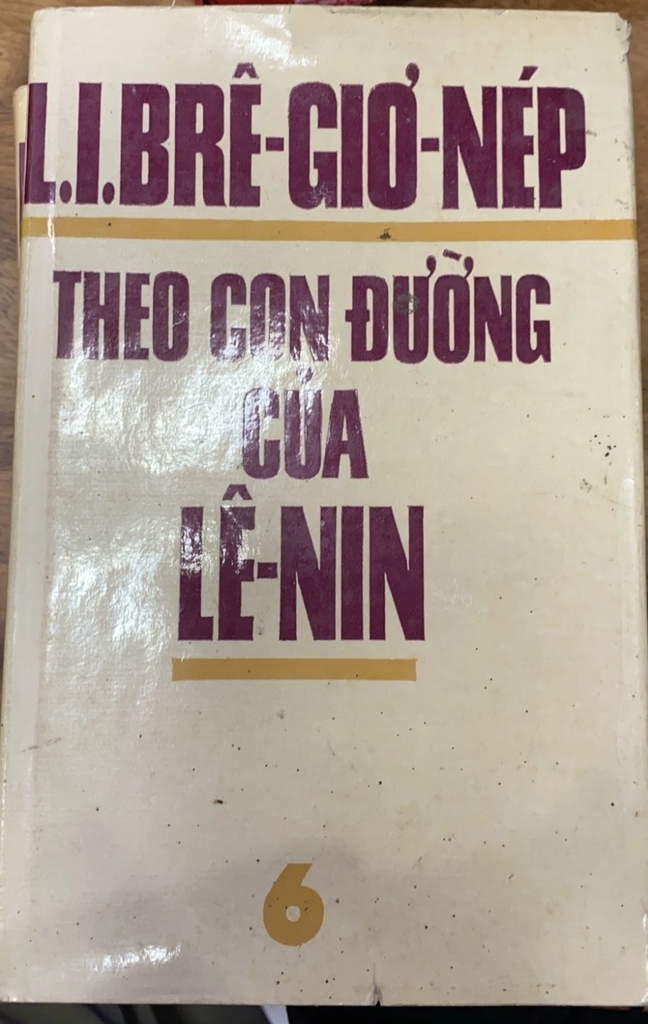 L.I.BRÊ-GIƠ-NÉP
THEO CON ĐƯỜNG
CỦA
LÊ-NIN
6